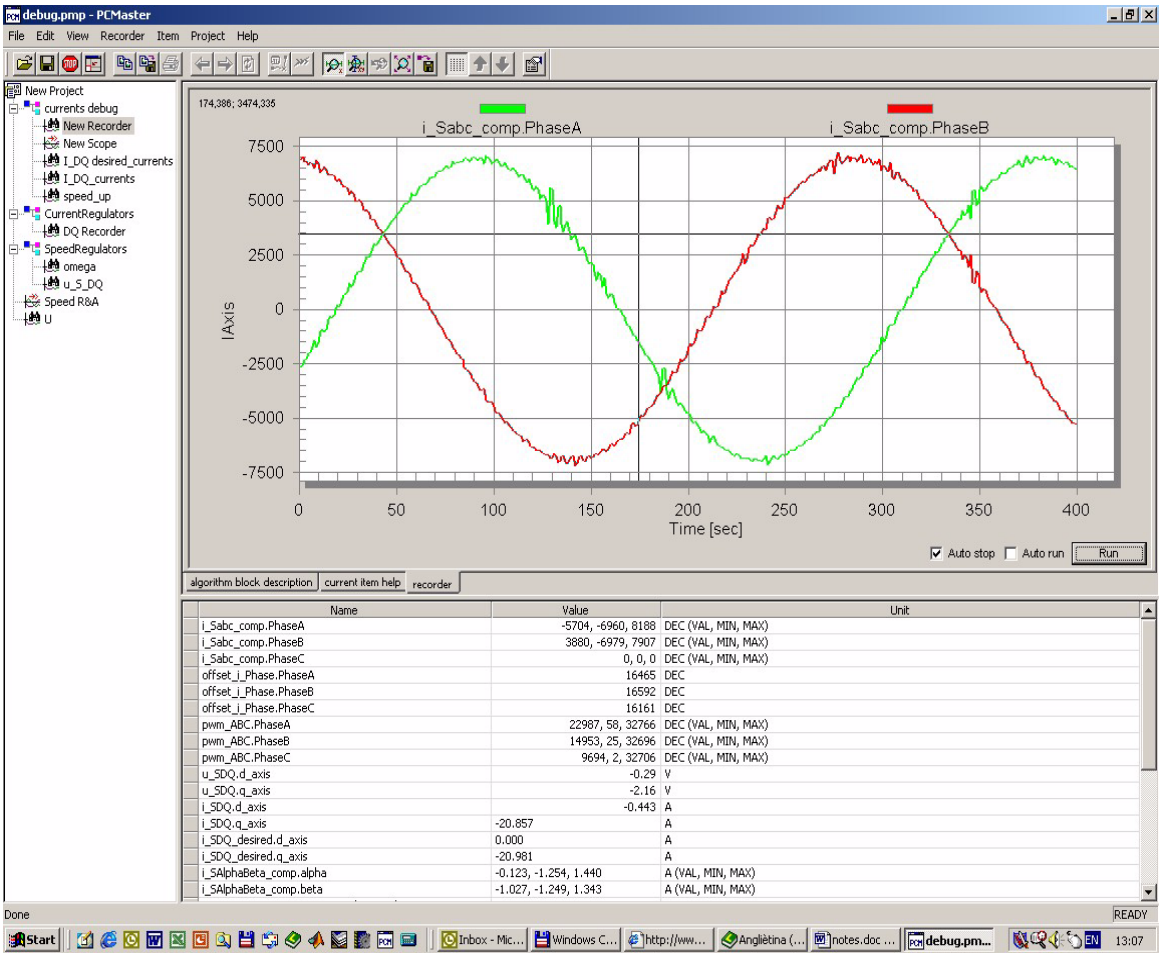 debug.pmp - PCMaster
File Edit View Recorder Item Project Help
New Project
currents debug
New Recorder
New Scope
I_DQ desired_currents
I_DQ_currents
speed_up
CurrentRegulators
DQ Recorder
SpeedRegulators
omega
u_S_DQ
Speed R&A
U
174,386; 3474,335
i_Sabc_comp.PhaseA i_Sabc_comp.PhaseB
7500
5000
2500
0
-2500
-5000
-7500
IAxis
0 50 100 150 200 250 300 350 400
Time [sec]
Auto stop Auto run Run
algorithm block description current item help recorder
Name Value Unit
i_Sabc_comp.PhaseA -5704, -6960, 8188 DEC (VAL, MIN, MAX)
i_Sabc_comp.PhaseB 3880, -6979, 7907 DEC (VAL, MIN, MAX)
i_Sabc_comp.PhaseC 0, 0, 0 DEC (VAL, MIN, MAX)
offset_i_Phase.PhaseA 16465 DEC
offset_i_Phase.PhaseB 16592 DEC
offset_i_Phase.PhaseC 16161 DEC
pwm_ABC.PhaseA 22987, 58, 32766 DEC (VAL, MIN, MAX)
pwm_ABC.PhaseB 14953, 25, 32696 DEC (VAL, MIN, MAX)
pwm_ABC.PhaseC 9694, 2, 32706 DEC (VAL, MIN, MAX)
u_SDQ.d_axis -0.29 V
u_SDQ.q_axis -2.16 V
i_SDQ.d_axis -0.443 A
i_SDQ.q_axis -20.857 A
i_SDQ_desired.d_axis 0.000 A
i_SDQ_desired.q_axis -20.981 A
i_SAlphaBeta_comp.alpha -0.123, -1.254, 1.440 A (VAL, MIN, MAX)
i_SAlphaBeta_comp.beta -1.027, -1.249, 1.343 A (VAL, MIN, MAX)
Done READY
Start Inbox - Mic... Windows C... http://ww... Angliètina (... notes.doc ... debug.pm... EN 13:07